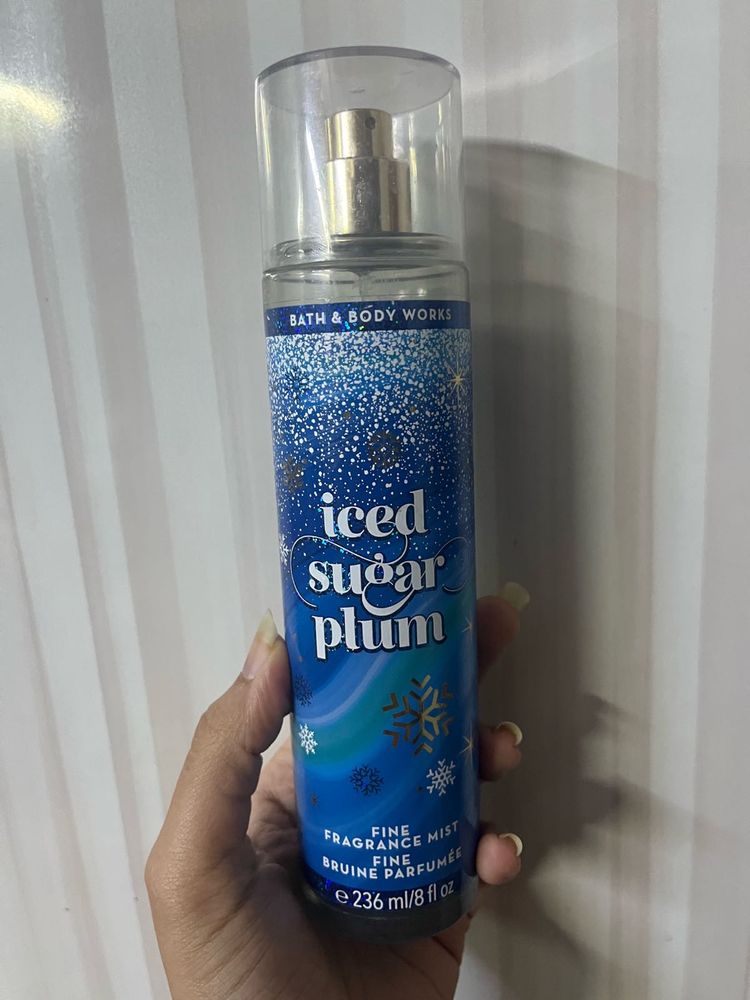 BATH & BODY WORKS
iced
sugar
plum
FINE
FRAGRANCE MIST
FINE
BRUINE PARFUMÉE
e 236 ml/8 fl oz